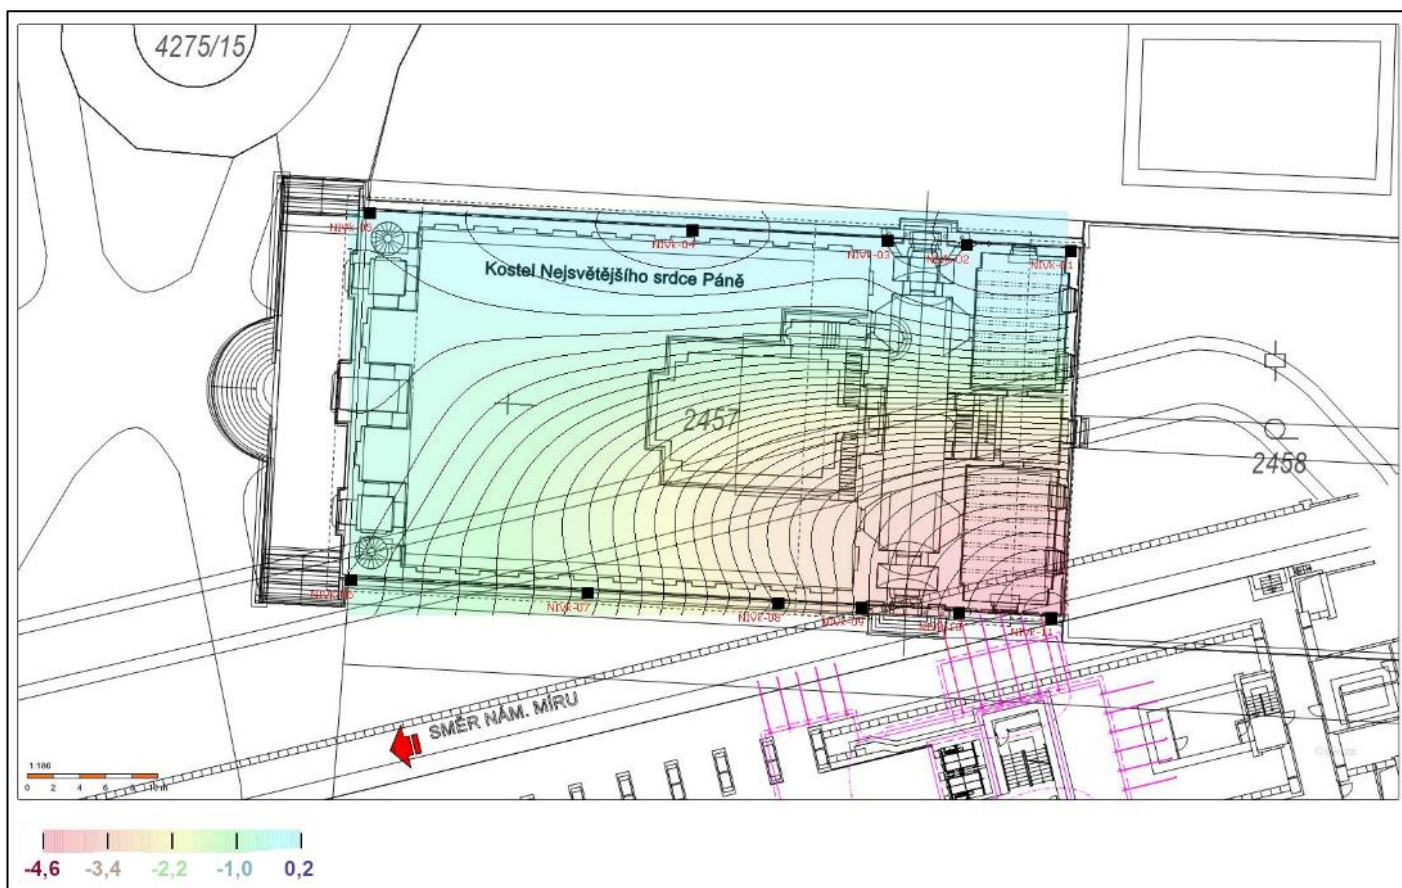 4275/15
NIVK-05
NIVK-04
NIVK-03
NIVK-02
NIVK-01
Kostel Nejsvětějšího srdce Páně
2457
2458
NIVK-06
NIVK-07
NIVK-08
NIVK-09
NIVK-10
NIVK-11
SMĚR NÁM. MÍRU
1:186
0 2 4 6 8 10 m
-4,6 -3,4 -2,2 -1,0 0,2